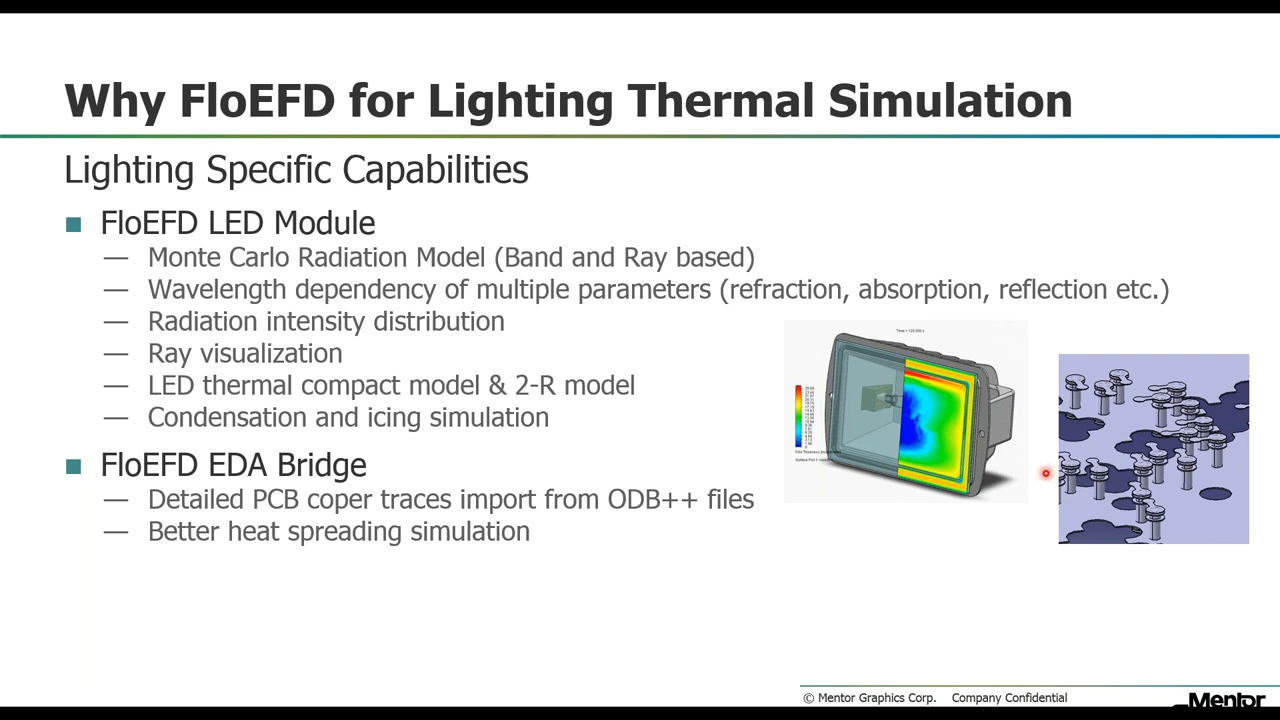 Why FloEFD for Lighting Thermal Simulation
Lighting Specific Capabilities
FloEFD LED Module
— Monte Carlo Radiation Model (Band and Ray based)
— Wavelength dependency of multiple parameters (refraction, absorption, reflection etc.)
— Radiation intensity distribution
— Ray visualization
— LED thermal compact model & 2-R model
— Condensation and icing simulation
FloEFD EDA Bridge
— Detailed PCB coper traces import from ODB++ files
— Better heat spreading simulation
© Mentor Graphics Corp. Company Confidential
Mentor